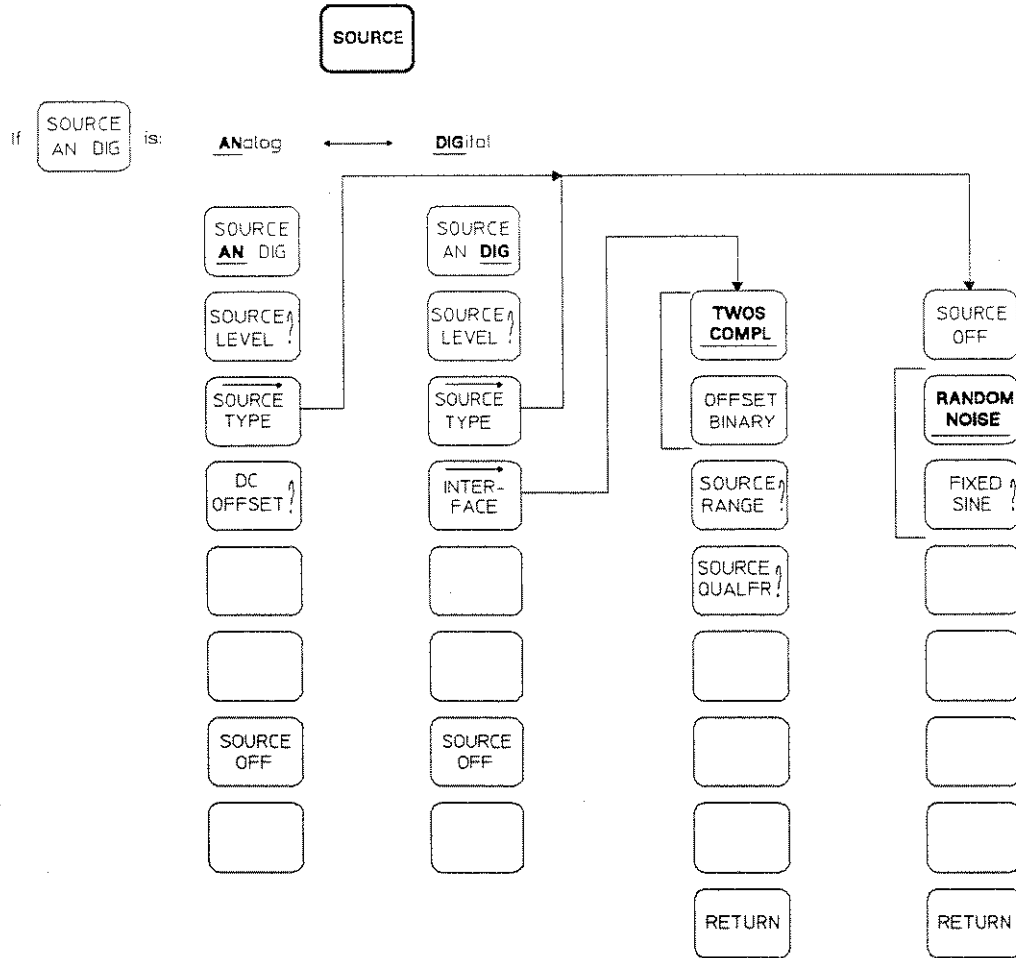 SOURCE
If
SOURCE
AN DIG
is:
ANalog
DIGital
SOURCE
AN DIG
SOURCE
LEVEL ?
SOURCE
TYPE
DC
OFFSET ?
SOURCE
OFF
SOURCE
AN DIG
SOURCE
LEVEL ?
SOURCE
TYPE
INTER-
FACE
SOURCE
OFF
TWOS
COMPL
OFFSET
BINARY
SOURCE
RANGE ?
SOURCE
QUALFR ?
RETURN
SOURCE
OFF
RANDOM
NOISE
FIXED
SINE ?
RETURN